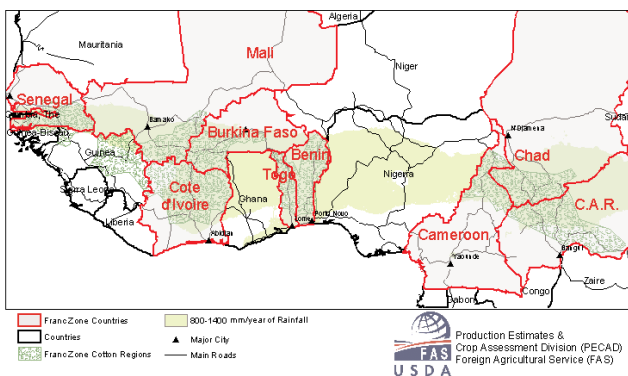 Algeria
Mauritania
Mali
Niger
Senegal
Bamako
Guinea-Bissau
Burkina Faso
N'Djamena
Sudan
Guinea
Benin
Chad
Togo
Nigeria
Sierra Leone
Cote
d'Ivoire
Ghana
C.A.R.
Liberia
Lome
Porto Novo
Abidjan
Cameroon
Bangui
Yaounde
Congo
Zaire
Gabon
FrancZone Countries
800-1400 mm/year of Rainfall
Countries
Major City
FrancZone Cotton Regions
Main Roads
FAS
USDA
Production Estimates &
Crop Assessment Division (PECAD)
Foreign Agricultural Service (FAS)